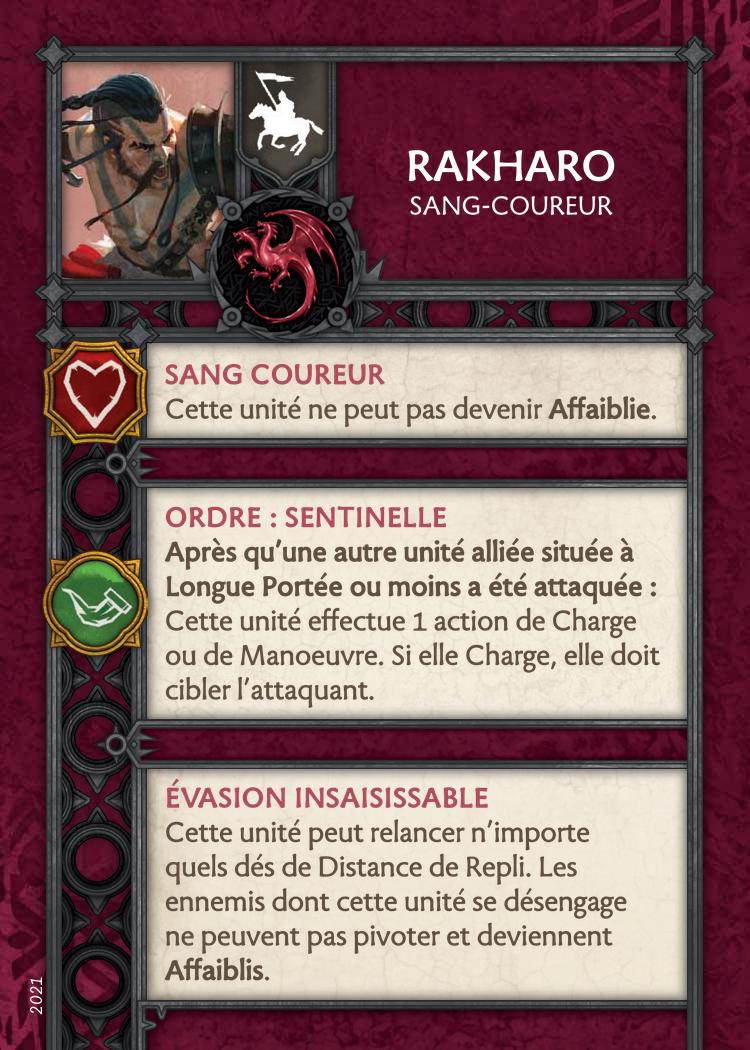 RAKHARO
SANG-COUREUR
SANG COUREUR
Cette unité ne peut pas devenir Affaiblie.
ORDRE : SENTINELLE
Après qu'une autre unité alliée située à
Longue Portée ou moins a été attaquée :
Cette unité effectue 1 action de Charge
ou de Manoeuvre. Si elle Charge, elle doit
cibler l'attaquant.
ÉVASION INSAISISSABLE
Cette unité peut relancer n'importe
quels dés de Distance de Repli. Les
ennemis dont cette unité se désengage
ne peuvent pas pivoter et deviennent
Affaiblis.
2021